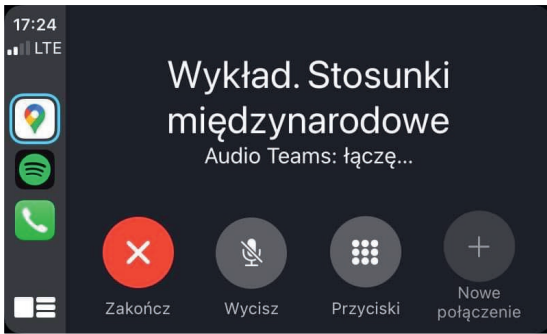 17:24
LTE
Wykład. Stosunki
międzynarodowe
Audio Teams: łączę...
Zakończ
Wycisz
Przyciski
Nowe
połączenie